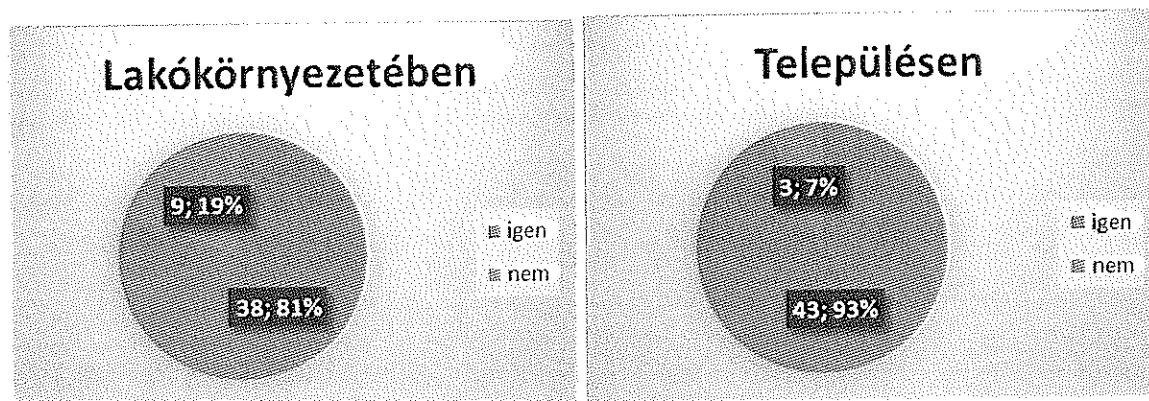 Lakókörnyezetében
9; 19%
38; 81%
igen
nem
Településen
3; 7%
43; 93%
igen
nem